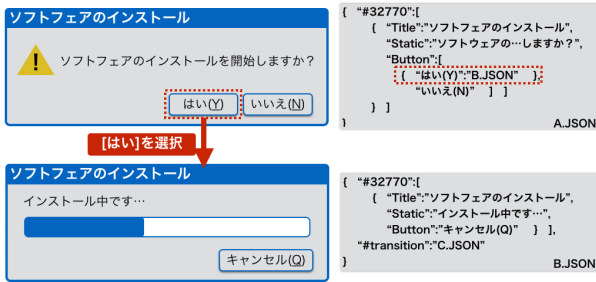 ソフトフェアのインストール
ソフトフェアのインストールを開始しますか？
はい(Y)
いいえ(N)
[はい]を選択
ソフトフェアのインストール
インストール中です…
キャンセル(Q)
{ “#32770”:[
{ “Title”:”ソフトフェアのインストール”,
“Static”:”ソフトウェアの…しますか？”,
“Button”:[
{ “はい(Y)”:”B.JSON” },
“いいえ(N)” ] ]
} ]
}
A.JSON
{ “#32770”:[
{ “Title”:”ソフトフェアのインストール”,
“Static”:”インストール中です…”,
“Button”:”キャンセル(Q)” } ],
“#transition”:”C.JSON”
}
B.JSON